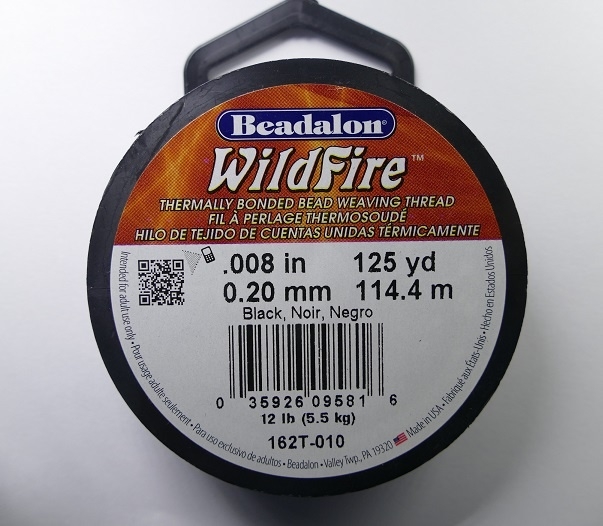 Beadalon®
WildFire™
THERMALLY BONDED BEAD WEAVING THREAD
FIL À PERLAGE THERMOSOUDÉ
HILO DE TEJIDO DE CUENTAS UNIDAS TÉRMICAMENTE
.008 in 125 yd
0.20 mm 114.4 m
Black, Noir, Negro
0 35926 09581 6
12 lb (5.5 kg)
162T-010
Intended for adult use only • Pour usage adulte seulement • Para uso exclusivo de adultos • Beadalon • Valley Twp., PA 19320 Made in USA • Fabriqué aux États-Unis • Hecho en Estados Unidos